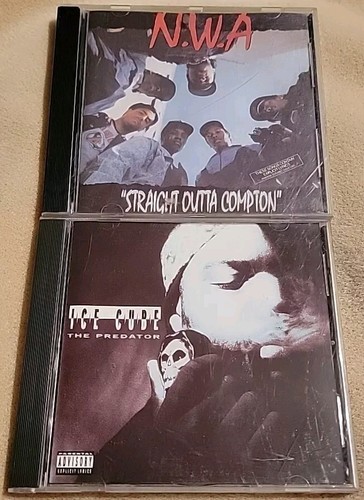 N.W.A
"STRAIGHT OUTTA COMPTON"
ICE CUBE
THE PREDATOR
PARENTAL
ADVISORY
EXPLICIT LYRICS